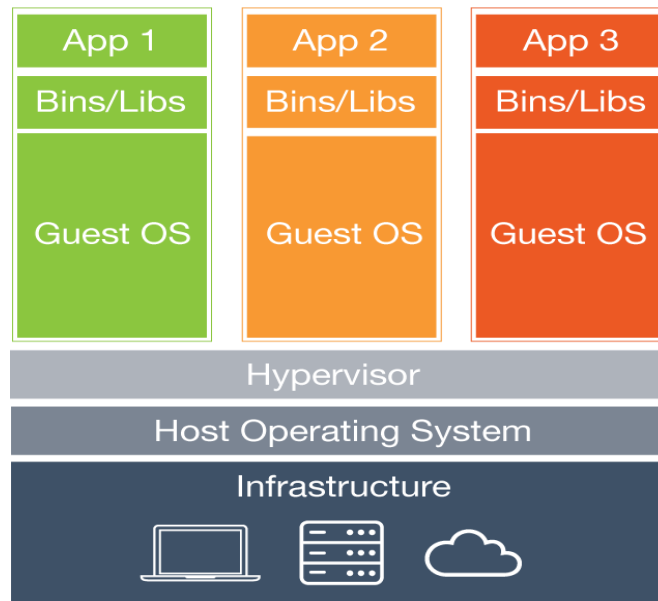 App 1
App 2
App 3
Bins/Libs
Bins/Libs
Bins/Libs
Guest OS
Guest OS
Guest OS
Hypervisor
Host Operating System
Infrastructure